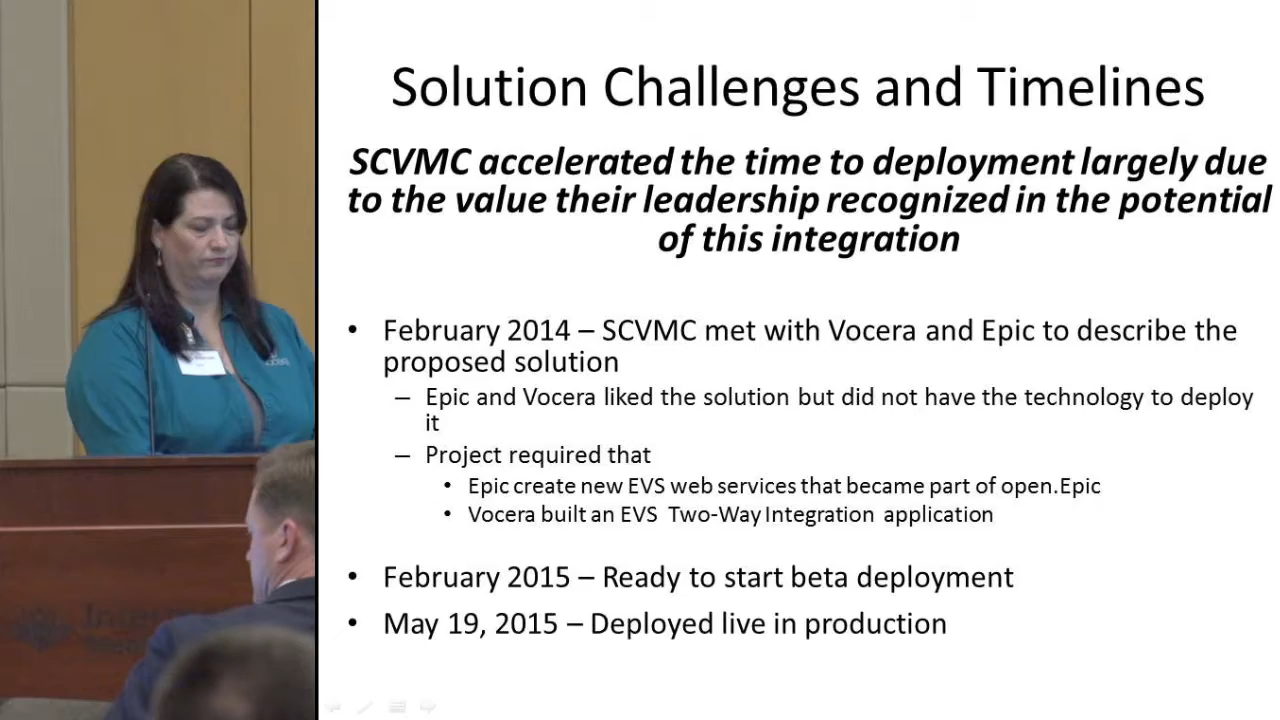 Solution Challenges and Timelines
SCVMC accelerated the time to deployment largely due
to the value their leadership recognized in the potential
of this integration
• February 2014 – SCVMC met with Vocera and Epic to describe the
proposed solution
– Epic and Vocera liked the solution but did not have the technology to deploy
it
– Project required that
• Epic create new EVS web services that became part of open.Epic
• Vocera built an EVS Two-Way Integration application
• February 2015 – Ready to start beta deployment
• May 19, 2015 – Deployed live in production